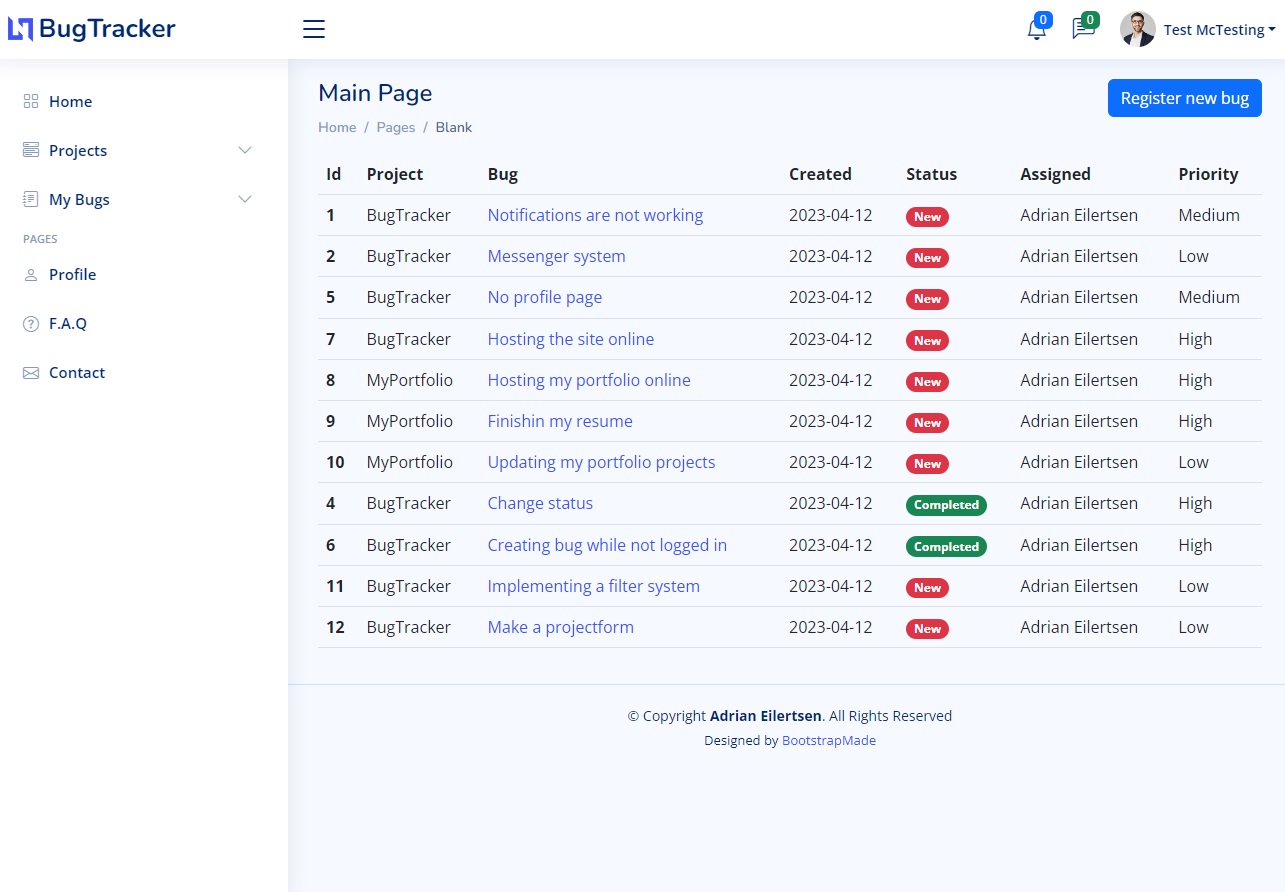 BugTracker
0 0 Test McTesting
Home
Projects
My Bugs
PAGES
Profile
F.A.Q
Contact
Main Page
Register new bug
Home / Pages / Blank
Id Project Bug Created Status Assigned Priority
1 BugTracker Notifications are not working 2023-04-12 New Adrian Eilertsen Medium
2 BugTracker Messenger system 2023-04-12 New Adrian Eilertsen Low
5 BugTracker No profile page 2023-04-12 New Adrian Eilertsen Medium
7 BugTracker Hosting the site online 2023-04-12 New Adrian Eilertsen High
8 MyPortfolio Hosting my portfolio online 2023-04-12 New Adrian Eilertsen High
9 MyPortfolio Finishin my resume 2023-04-12 New Adrian Eilertsen High
10 MyPortfolio Updating my portfolio projects 2023-04-12 New Adrian Eilertsen Low
4 BugTracker Change status 2023-04-12 Completed Adrian Eilertsen High
6 BugTracker Creating bug while not logged in 2023-04-12 Completed Adrian Eilertsen High
11 BugTracker Implementing a filter system 2023-04-12 New Adrian Eilertsen Low
12 BugTracker Make a projectform 2023-04-12 New Adrian Eilertsen Low
© Copyright Adrian Eilertsen. All Rights Reserved
Designed by BootstrapMade